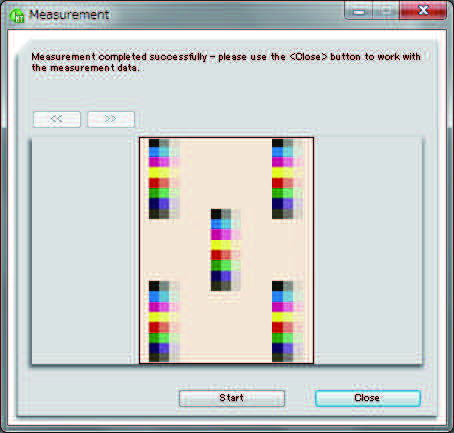 Measurement
Measurement completed successfully - please use the <Close> button to work with
the measurement data.
<< >>
Start Close